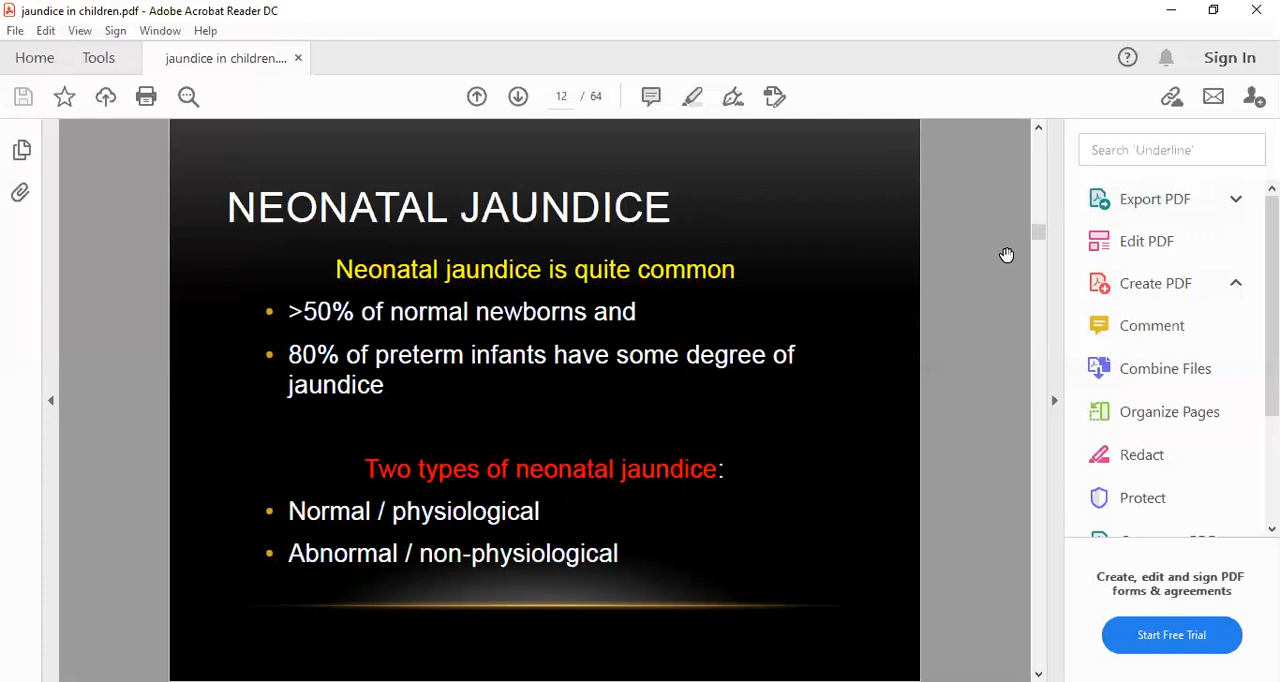 jaundice in children.pdf - Adobe Acrobat Reader DC
File Edit View Sign Window Help
Home Tools jaundice in children.... × Sign In
12 / 64
Search 'Underline'
NEONATAL JAUNDICE
Neonatal jaundice is quite common
• >50% of normal newborns and
• 80% of preterm infants have some degree of
jaundice
Two types of neonatal jaundice:
• Normal / physiological
• Abnormal / non-physiological
Export PDF
Edit PDF
Create PDF
Comment
Combine Files
Organize Pages
Redact
Protect
Create, edit and sign PDF
forms & agreements
Start Free Trial